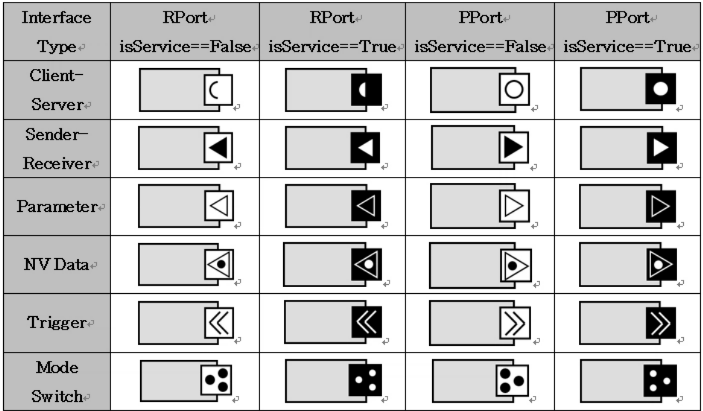 Interface RPort RPort PPort PPort
Type isService==False isService==True isService==False isService==True
Client-
Server
Sender-
Receiver
Parameter
NV Data
Trigger
Mode
Switch